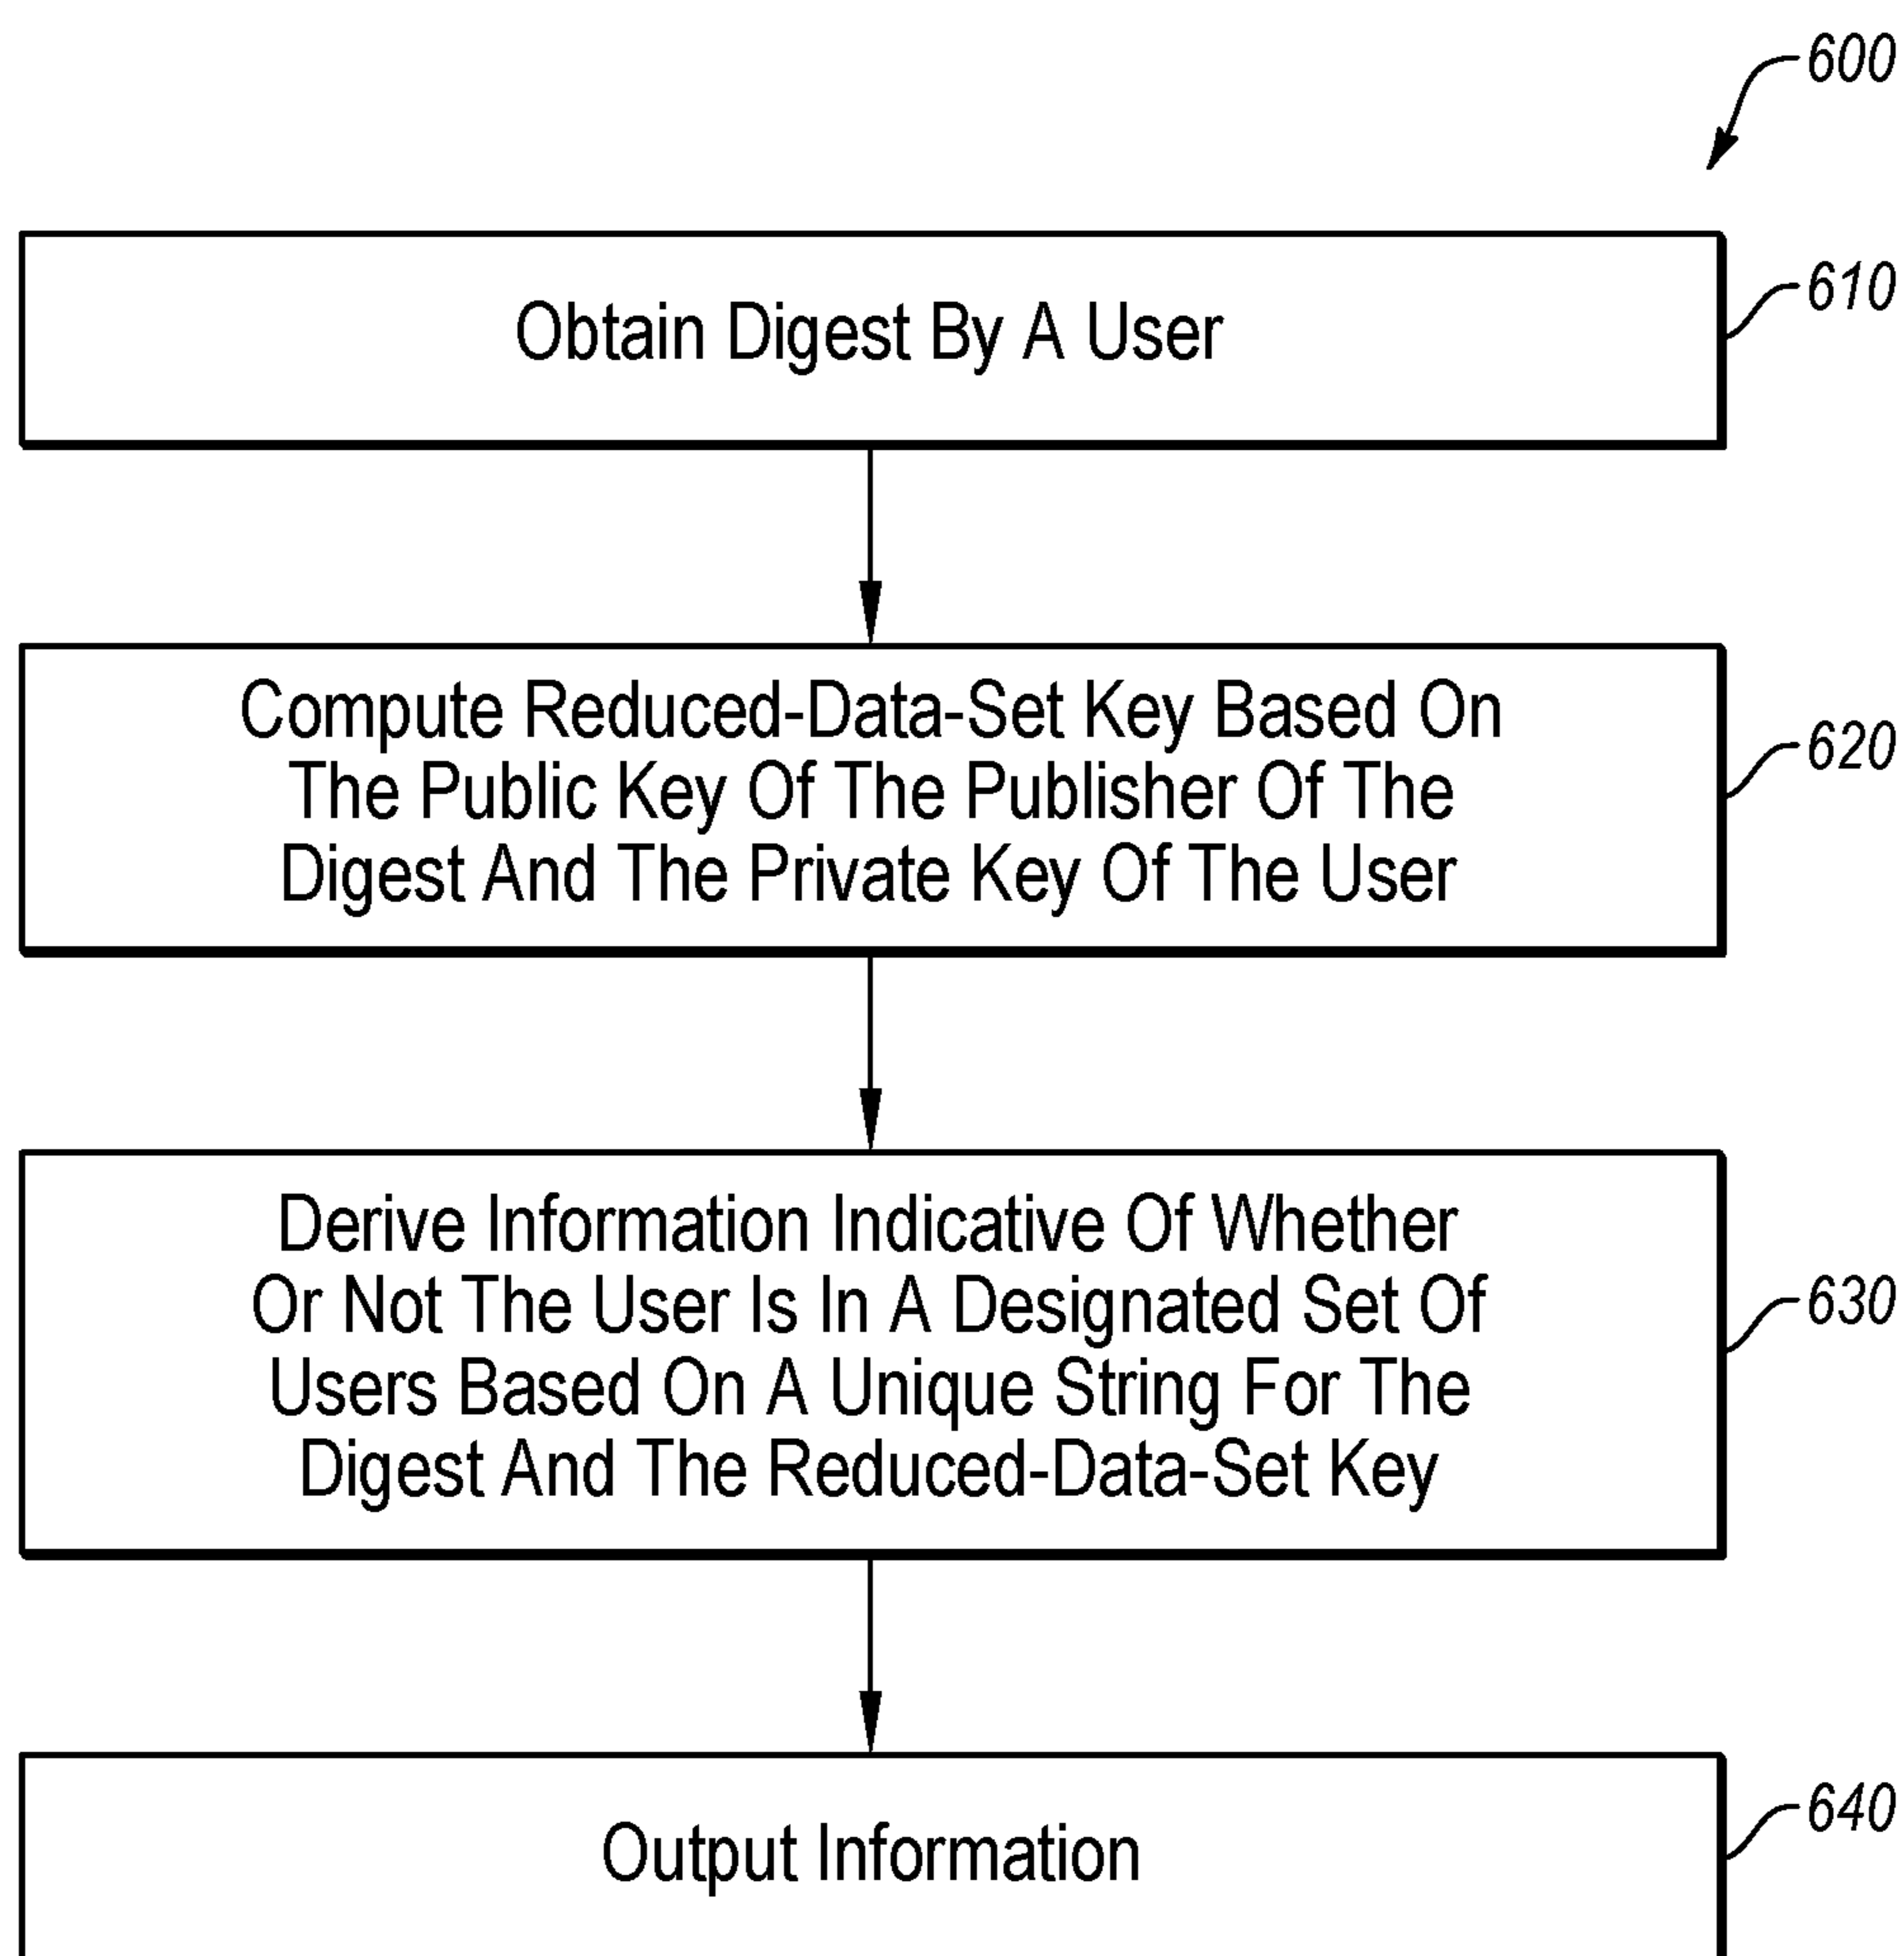 600
Obtain Digest By A User
610
Compute Reduced-Data-Set Key Based On
The Public Key Of The Publisher Of The
Digest And The Private Key Of The User
620
Derive Information Indicative Of Whether
Or Not The User Is In A Designated Set Of
Users Based On A Unique String For The
Digest And The Reduced-Data-Set Key
630
Output Information
640